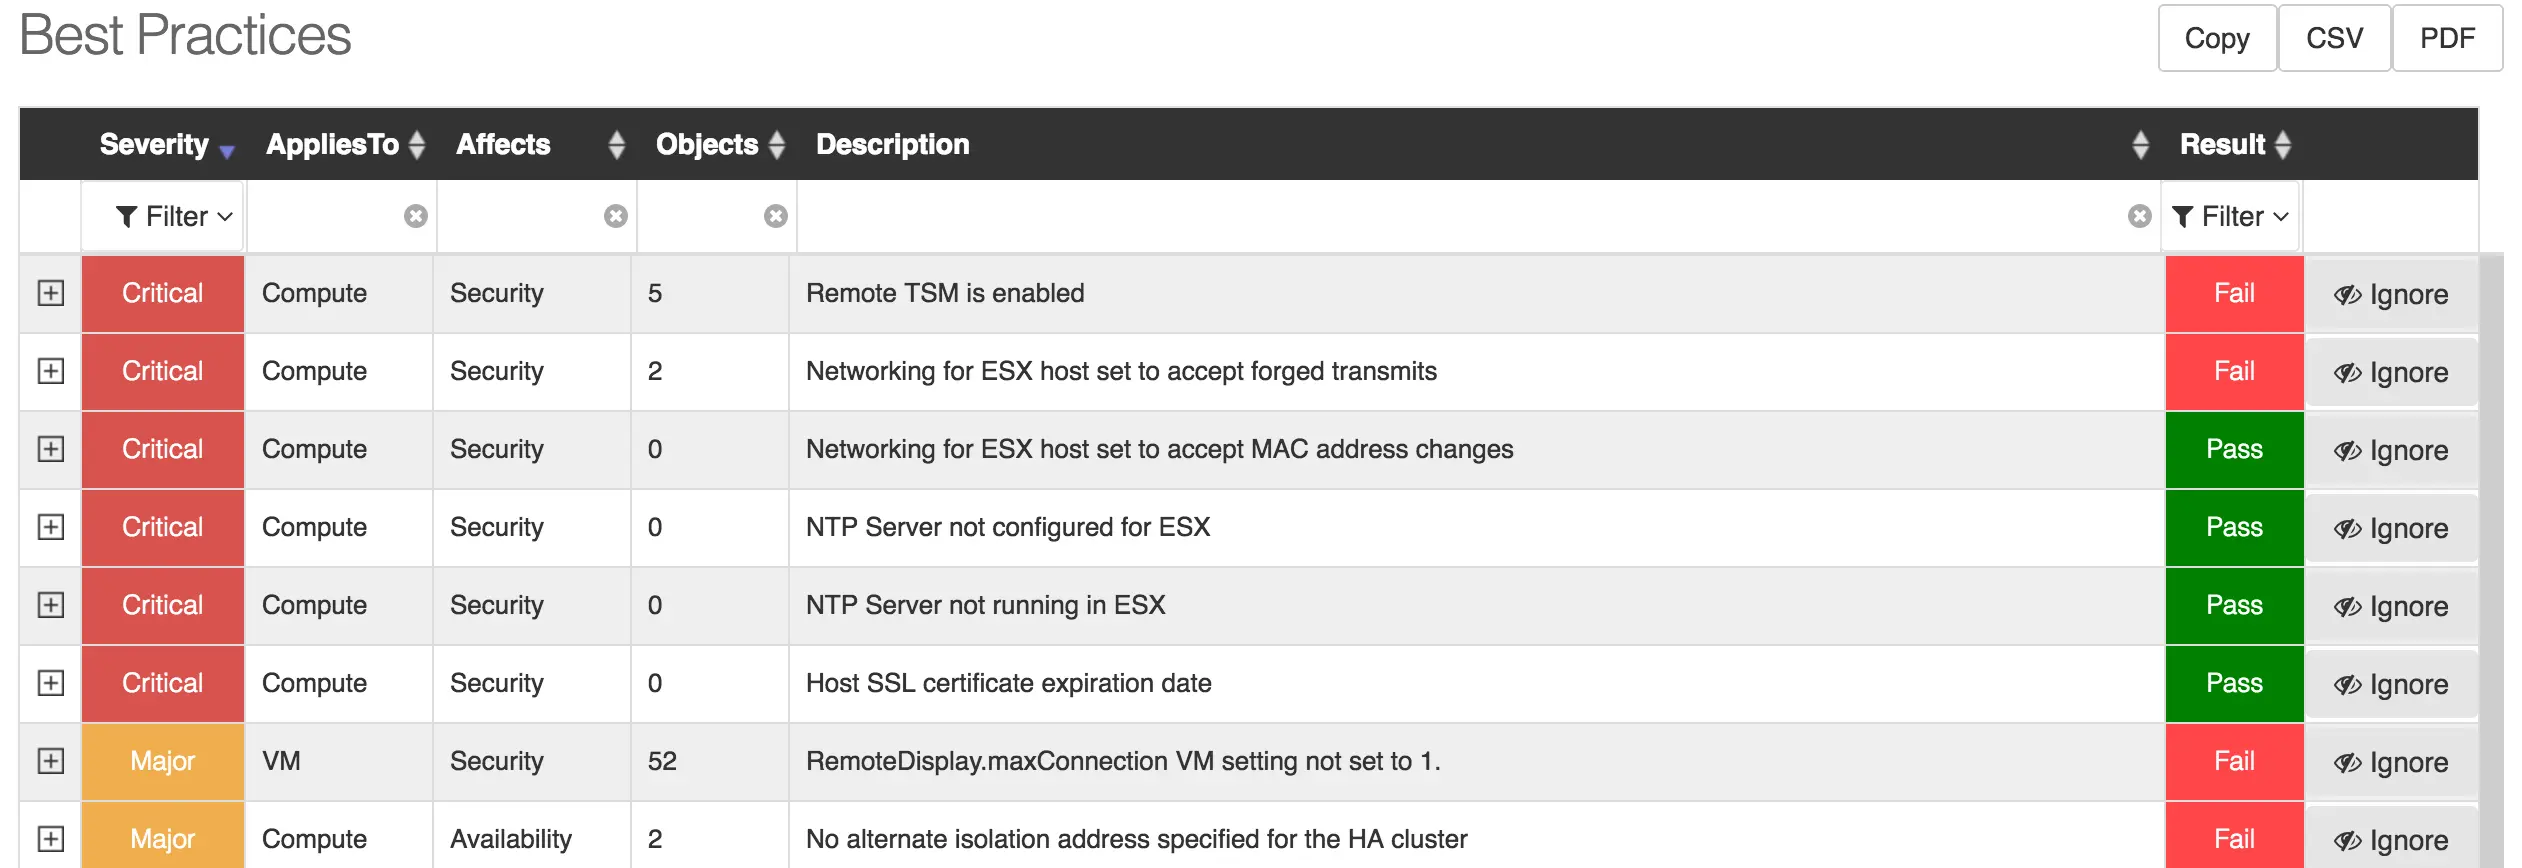 Best Practices
Copy CSV PDF
Severity AppliesTo Affects Objects Description Result
Filter Filter
Critical Compute Security 5 Remote TSM is enabled Fail Ignore
Critical Compute Security 2 Networking for ESX host set to accept forged transmits Fail Ignore
Critical Compute Security 0 Networking for ESX host set to accept MAC address changes Pass Ignore
Critical Compute Security 0 NTP Server not configured for ESX Pass Ignore
Critical Compute Security 0 NTP Server not running in ESX Pass Ignore
Critical Compute Security 0 Host SSL certificate expiration date Pass Ignore
Major VM Security 52 RemoteDisplay.maxConnection VM setting not set to 1. Fail Ignore
Major Compute Availability 2 No alternate isolation address specified for the HA cluster Fail Ignore